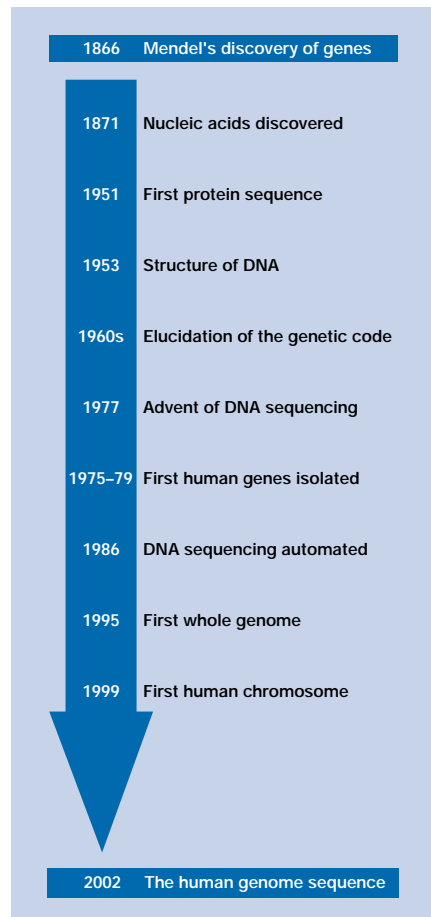 1866 Mendel's discovery of genes
1871 Nucleic acids discovered
1951 First protein sequence
1953 Structure of DNA
1960s Elucidation of the genetic code
1977 Advent of DNA sequencing
1975–79 First human genes isolated
1986 DNA sequencing automated
1995 First whole genome
1999 First human chromosome
2002 The human genome sequence